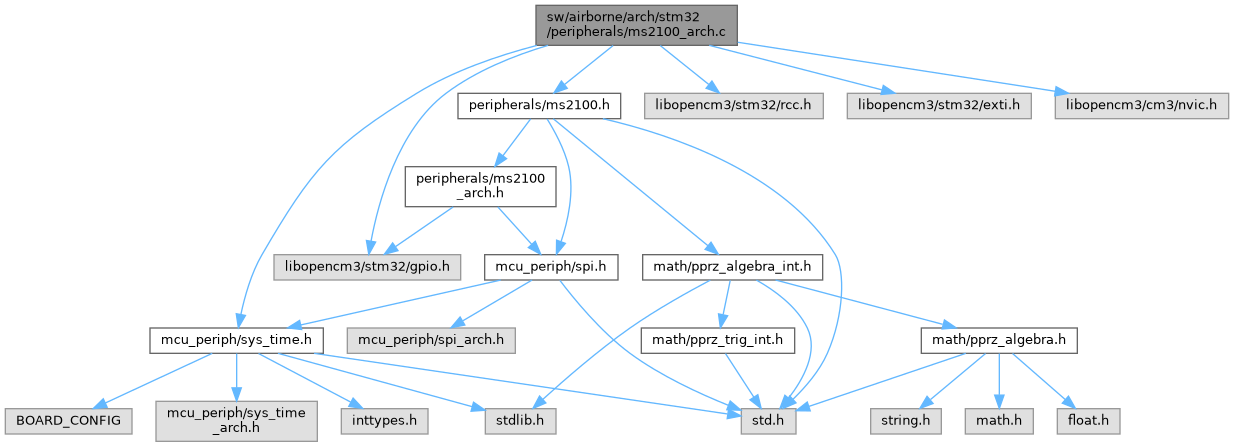 sw/airborne/arch/stm32
/peripherals/ms2100_arch.c
peripherals/ms2100.h
libopencm3/stm32/rcc.h
libopencm3/stm32/exti.h
libopencm3/cm3/nvic.h
peripherals/ms2100
_arch.h
libopencm3/stm32/gpio.h
mcu_periph/spi.h
math/pprz_algebra_int.h
mcu_periph/sys_time.h
mcu_periph/spi_arch.h
math/pprz_trig_int.h
math/pprz_algebra.h
BOARD_CONFIG
mcu_periph/sys_time
_arch.h
inttypes.h
stdlib.h
std.h
string.h
math.h
float.h